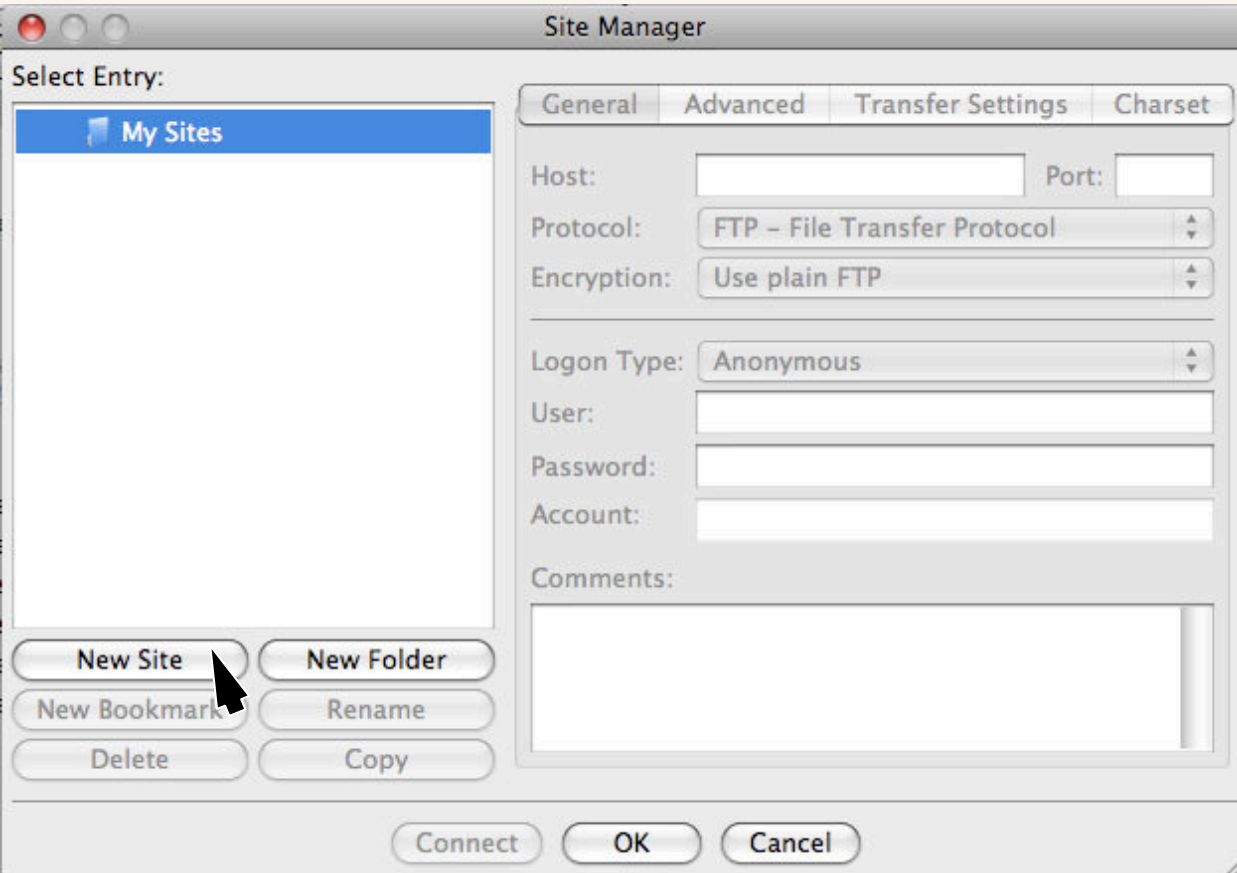 Site Manager
Select Entry:
My Sites
General Advanced Transfer Settings Charset
Host: Port:
Protocol: FTP – File Transfer Protocol
Encryption: Use plain FTP
Logon Type: Anonymous
User:
Password:
Account:
Comments:
New Site New Folder
New Bookmark Rename
Delete Copy
Connect OK Cancel